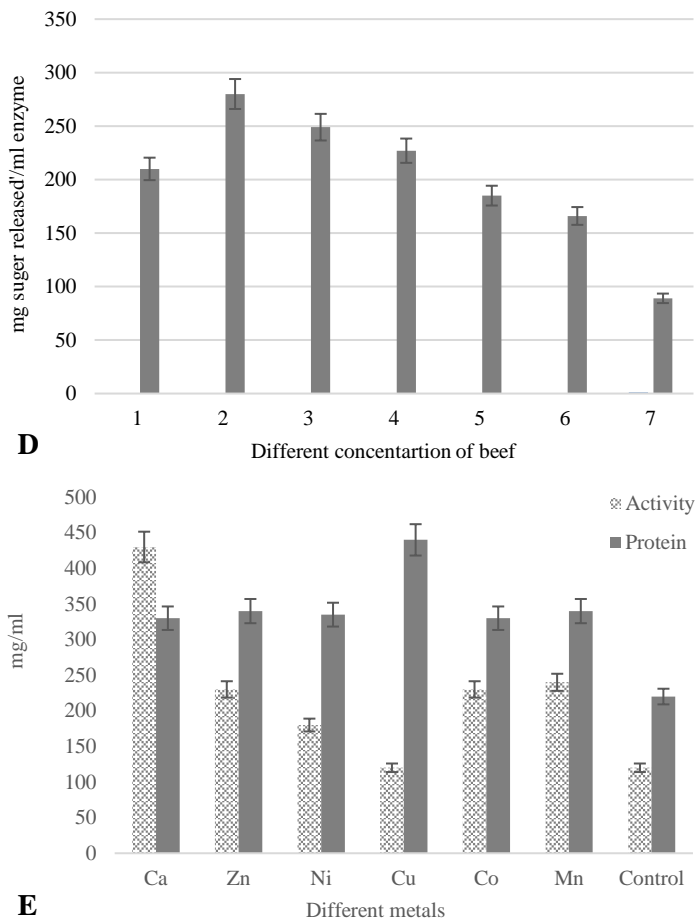 350
300
250
200
150
100
50
0
mg suger released'/ml enzyme
1 2 3 4 5 6 7
D
Different concentartion of beef
500
450
400
350
300
250
200
150
100
50
0
mg/ml
Activity
Protein
Ca Zn Ni Cu Co Mn Control
E
Different metals